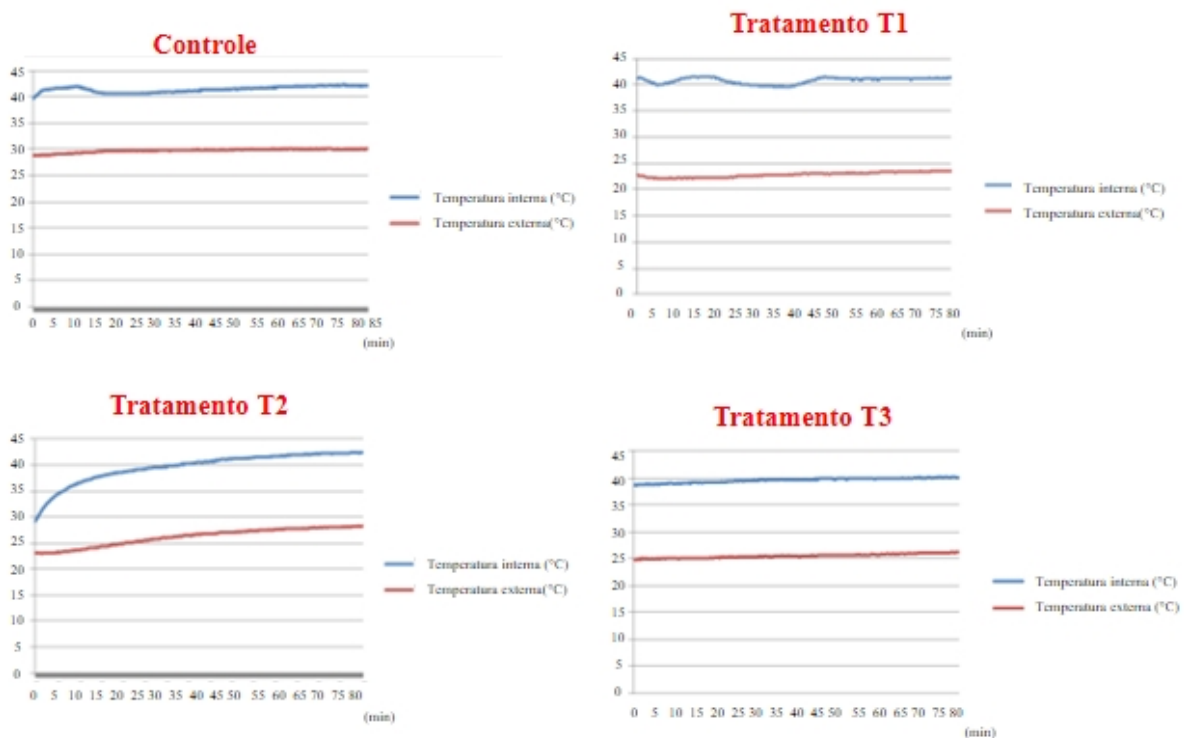 Controle
45
40
35
30
25
20
15
10
5
0
0 5 10 15 20 25 30 35 40 45 50 55 60 65 70 75 80 85
(min)
Temperatura interna (°C)
Temperatura externa(°C)
Tratamento T1
45
40
35
30
25
20
15
10
5
0
0 5 10 15 20 25 30 35 40 45 50 55 60 65 70 75 80
(min)
Temperatura interna (°C)
Temperatura externa(°C)
Tratamento T2
45
40
35
30
25
20
15
10
5
0
0 5 10 15 20 25 30 35 40 45 50 55 60 65 70 75 80
(min)
Temperatura interna (°C)
Temperatura externa(°C)
Tratamento T3
45
40
35
30
25
20
15
10
5
0
0 5 10 15 20 25 30 35 40 45 50 55 60 65 70 75 80
(min)
Temperatura interna (°C)
Temperatura externa (°C)